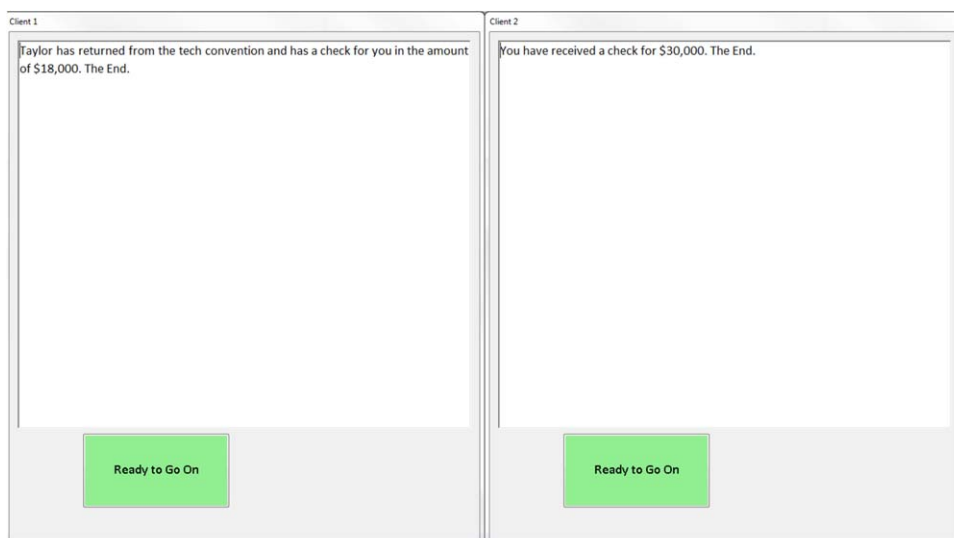 Client 1
Taylor has returned from the tech convention and has a check for you in the amount
of $18,000. The End.
Ready to Go On
Client 2
You have received a check for $30,000. The End.
Ready to Go On